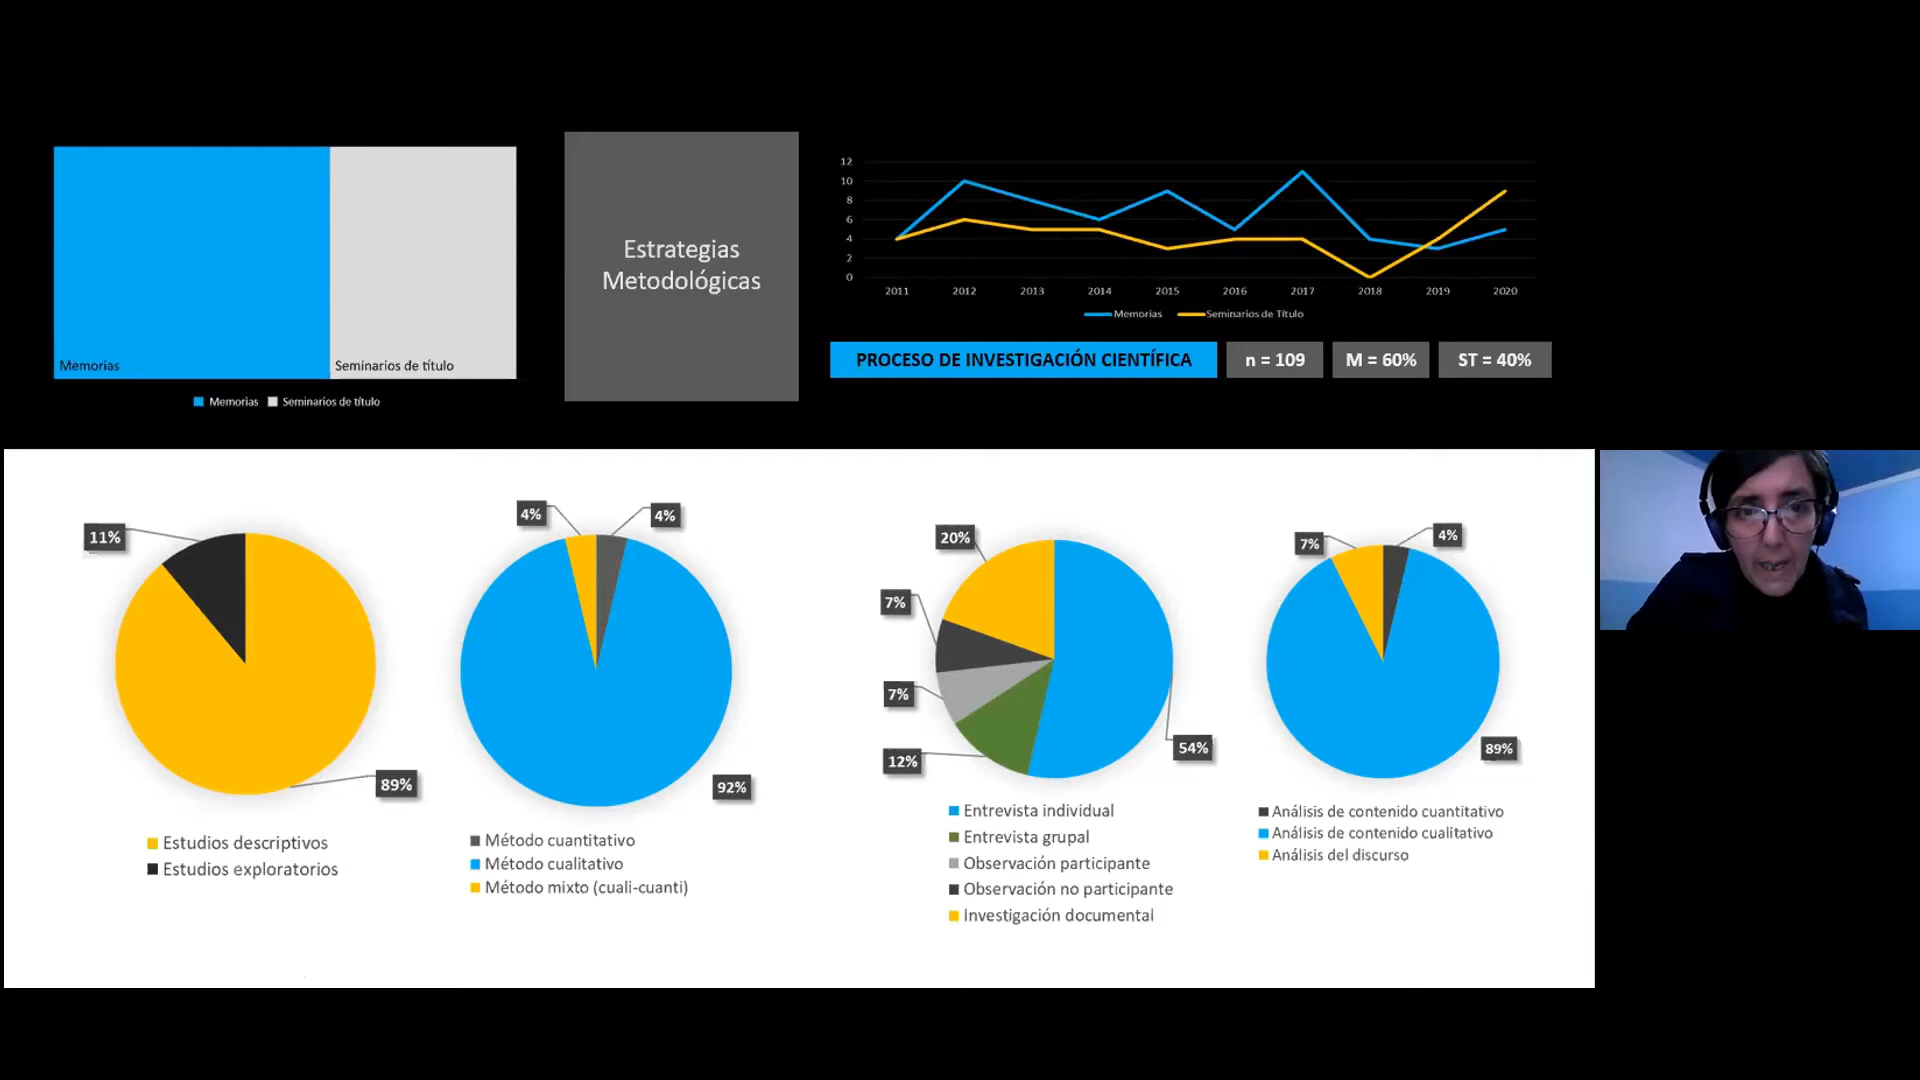 Memorias
Seminarios de título
Memorias
Seminarios de título
Estrategias
Metodológicas
12
10
8
6
4
2
0
2011
2012
2013
2014
2015
2016
2017
2018
2019
2020
Memorias
Seminarios de Título
PROCESO DE INVESTIGACIÓN CIENTÍFICA
n = 109
M = 60%
ST = 40%
11%
89%
Estudios descriptivos
Estudios exploratorios
4%
4%
92%
Método cuantitativo
Método cualitativo
Método mixto (cuali-cuanti)
20%
7%
7%
12%
54%
Entrevista individual
Entrevista grupal
Observación participante
Observación no participante
Investigación documental
7%
4%
89%
Análisis de contenido cuantitativo
Análisis de contenido cualitativo
Análisis del discurso